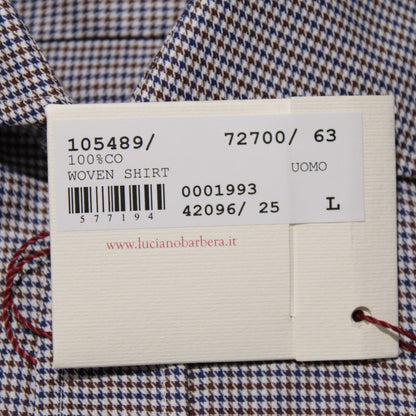 105489/ 72700/ 63
100%CO
WOVEN SHIRT UOMO
577194 0001993
42096/ 25 L
www.lucianobarbera.it